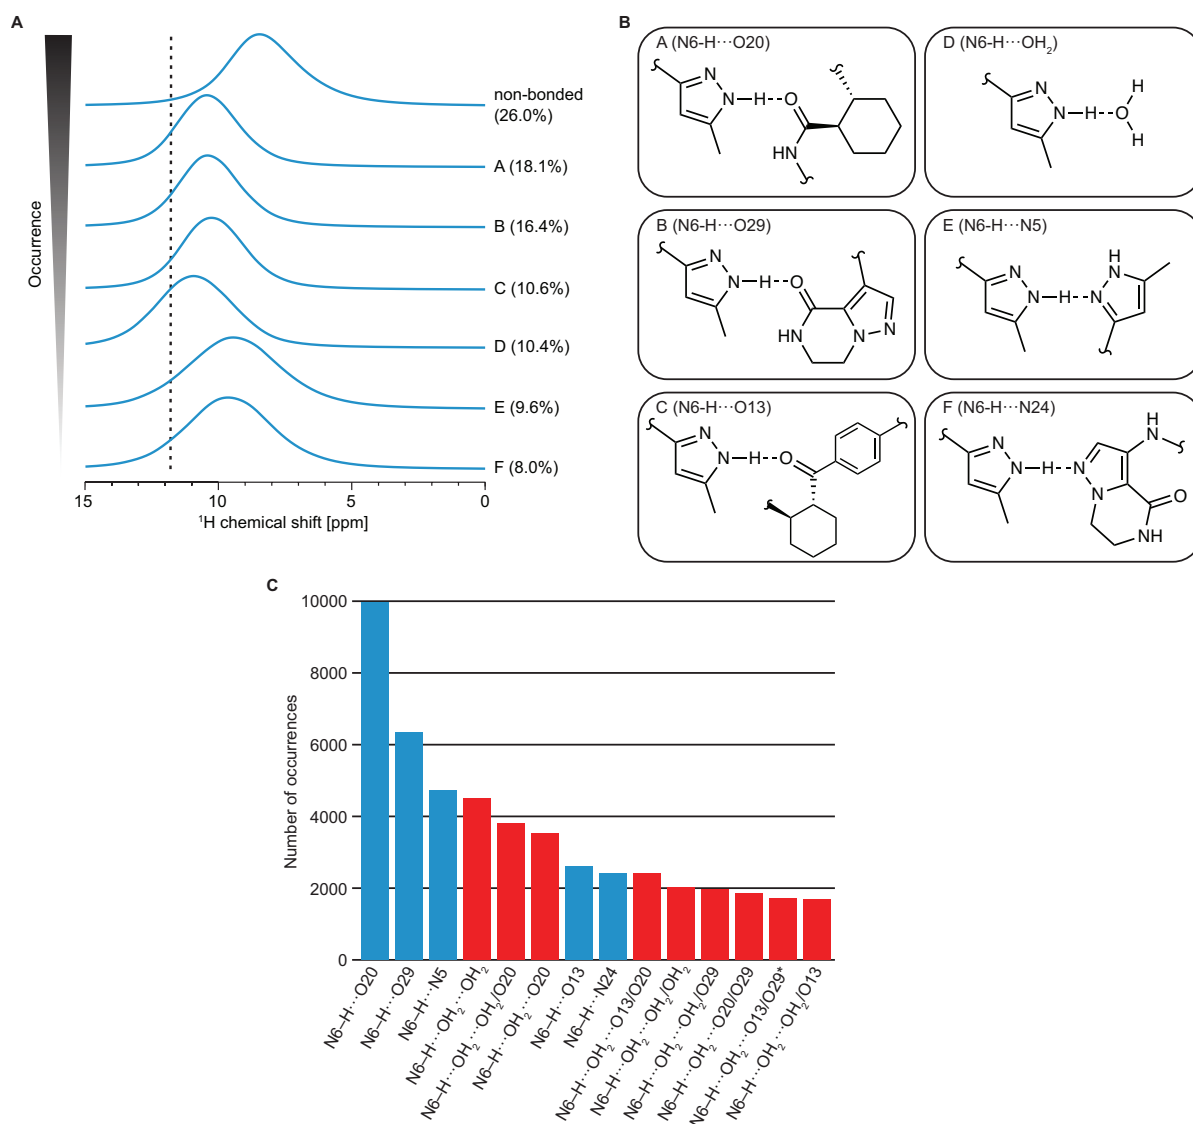 A
Occurrence
non-bonded
(26.0%)
A (18.1%)
B (16.4%)
C (10.6%)
D (10.4%)
E (9.6%)
F (8.0%)
15
10
5
0
¹H chemical shift [ppm]
B
A (N6-H···O20)
N
N
H
O
HN
D (N6-H···OH₂)
N
N
H
O
H
H
B (N6-H···O29)
N
N
H
O
HN
N
N
E (N6-H···N5)
N
N
H
N
NH
C (N6-H···O13)
N
N
H
O
F (N6-H···N24)
N
N
H
N
N
H
N
O
NH
C
Number of occurrences
10000
8000
6000
4000
2000
0
N6–H···O20
N6–H···O29
N6–H···N5
N6–H···OH₂···OH₂
N6–H···OH₂···OH₂/O20
N6–H···OH₂···O20
N6–H···O13
N6–H···N24
N6–H···OH₂···O13/O20
N6–H···OH₂···OH₂/OH₂
N6–H···OH₂···OH₂/O29
N6–H···OH₂···O20/O29
N6–H···OH₂···O13/O29*
N6–H···OH₂···OH₂/O13